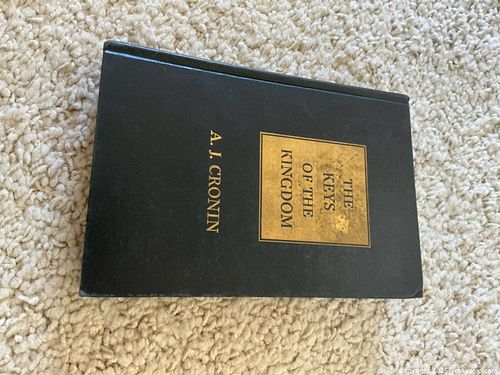 THE
KEYS
OF THE
KINGDOM
A. J. CRONIN